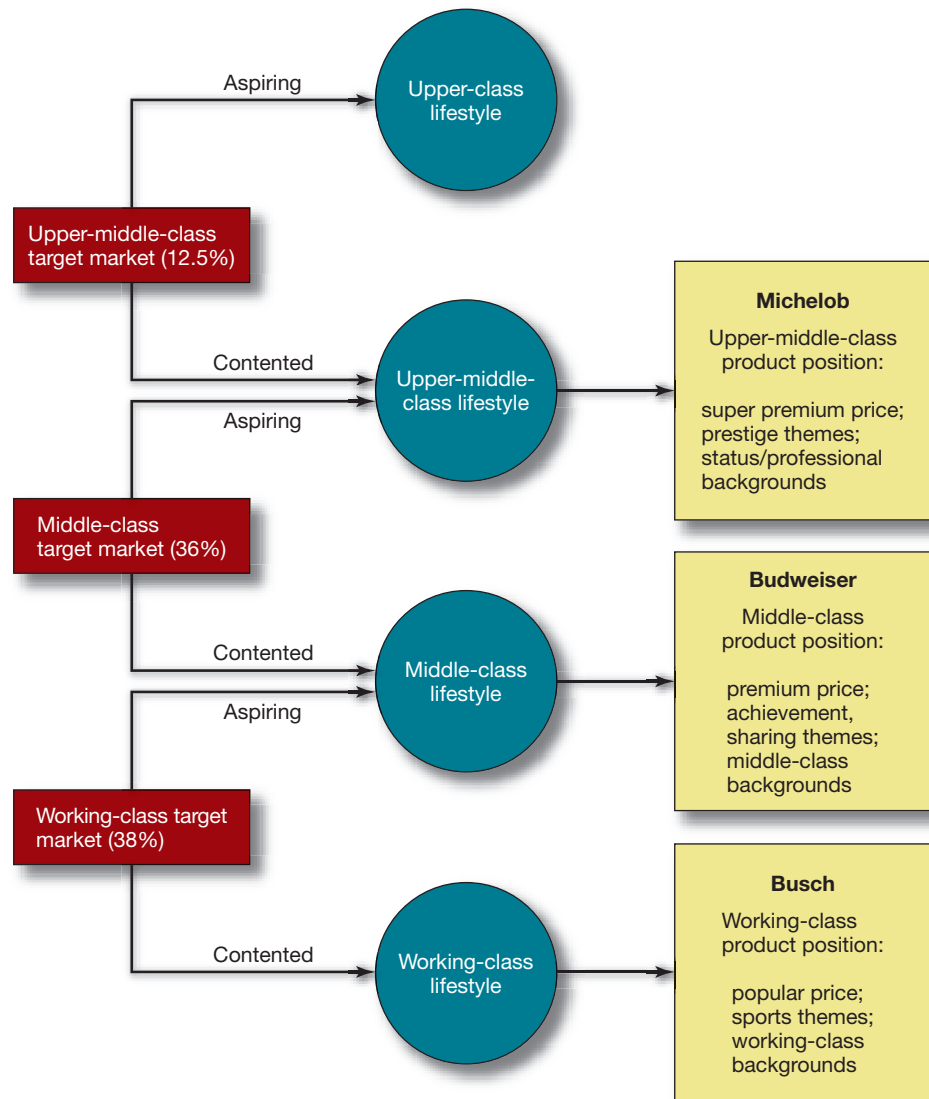 Aspiring
Upper-class
lifestyle
Upper-middle-class
target market (12.5%)
Contented
Upper-middle-
class lifestyle
Aspiring
Michelob
Upper-middle-class
product position:
super premium price;
prestige themes;
status/professional
backgrounds
Middle-class
target market (36%)
Contented
Middle-class
lifestyle
Aspiring
Budweiser
Middle-class
product position:
premium price;
achievement,
sharing themes;
middle-class
backgrounds
Working-class target
market (38%)
Contented
Working-class
lifestyle
Busch
Working-class
product position:
popular price;
sports themes;
working-class
backgrounds